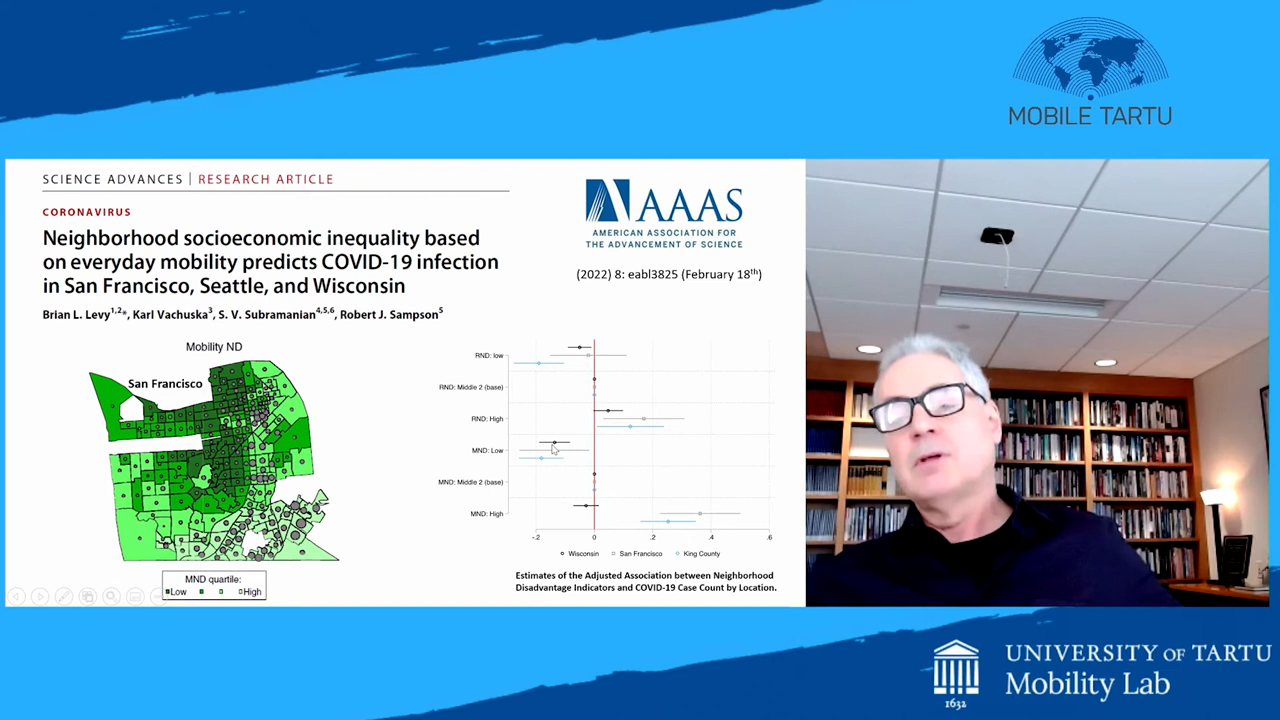 MOBILE TARTU
SCIENCE ADVANCES | RESEARCH ARTICLE
CORONAVIRUS
Neighborhood socioeconomic inequality based
on everyday mobility predicts COVID-19 infection
in San Francisco, Seattle, and Wisconsin
Brian L. Levy1,2*, Karl Vachuska3, S. V. Subramanian4,5,6, Robert J. Sampson5
AAAS
AMERICAN ASSOCIATION FOR
THE ADVANCEMENT OF SCIENCE
(2022) 8: eabl3825 (February 18th)
Mobility ND
San Francisco
MND quartile:
Low High
RND: low
RND: Middle 2 (base)
RND: High
MND: Low
MND: Middle 2 (base)
MND: High
-.2 0 .2 .4 .6
Wisconsin San Francisco King County
Estimates of the Adjusted Association between Neighborhood
Disadvantage Indicators and COVID-19 Case Count by Location.
1632
UNIVERSITY OF TARTU
Mobility Lab